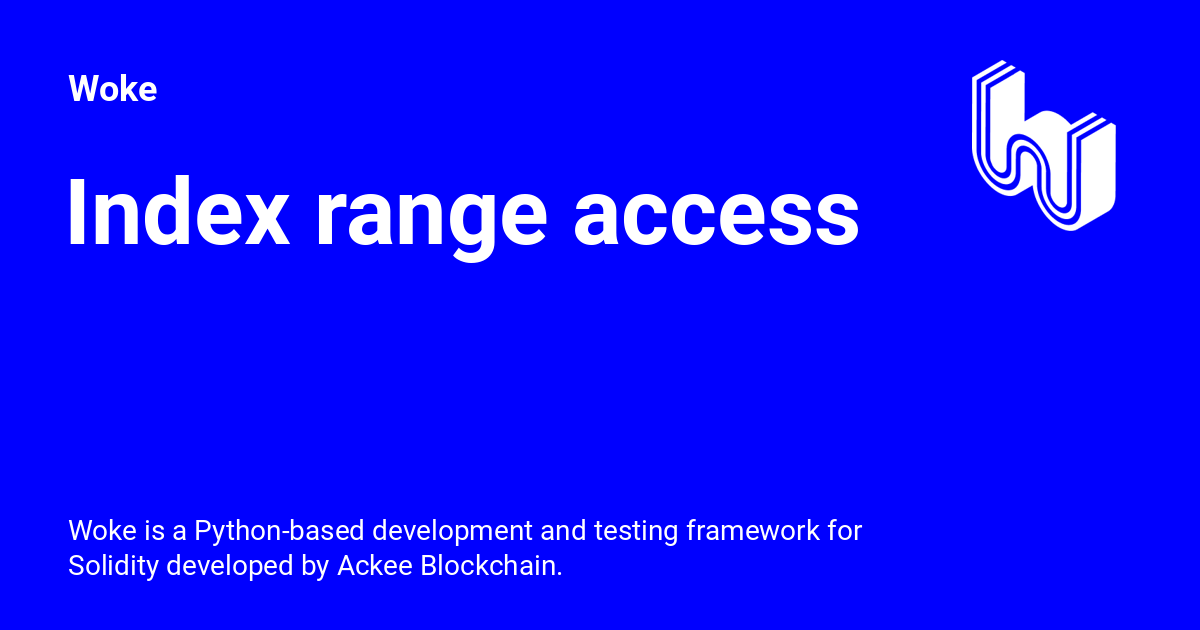 Woke
Index range access
Woke is a Python-based development and testing framework for
Solidity developed by Ackee Blockchain.